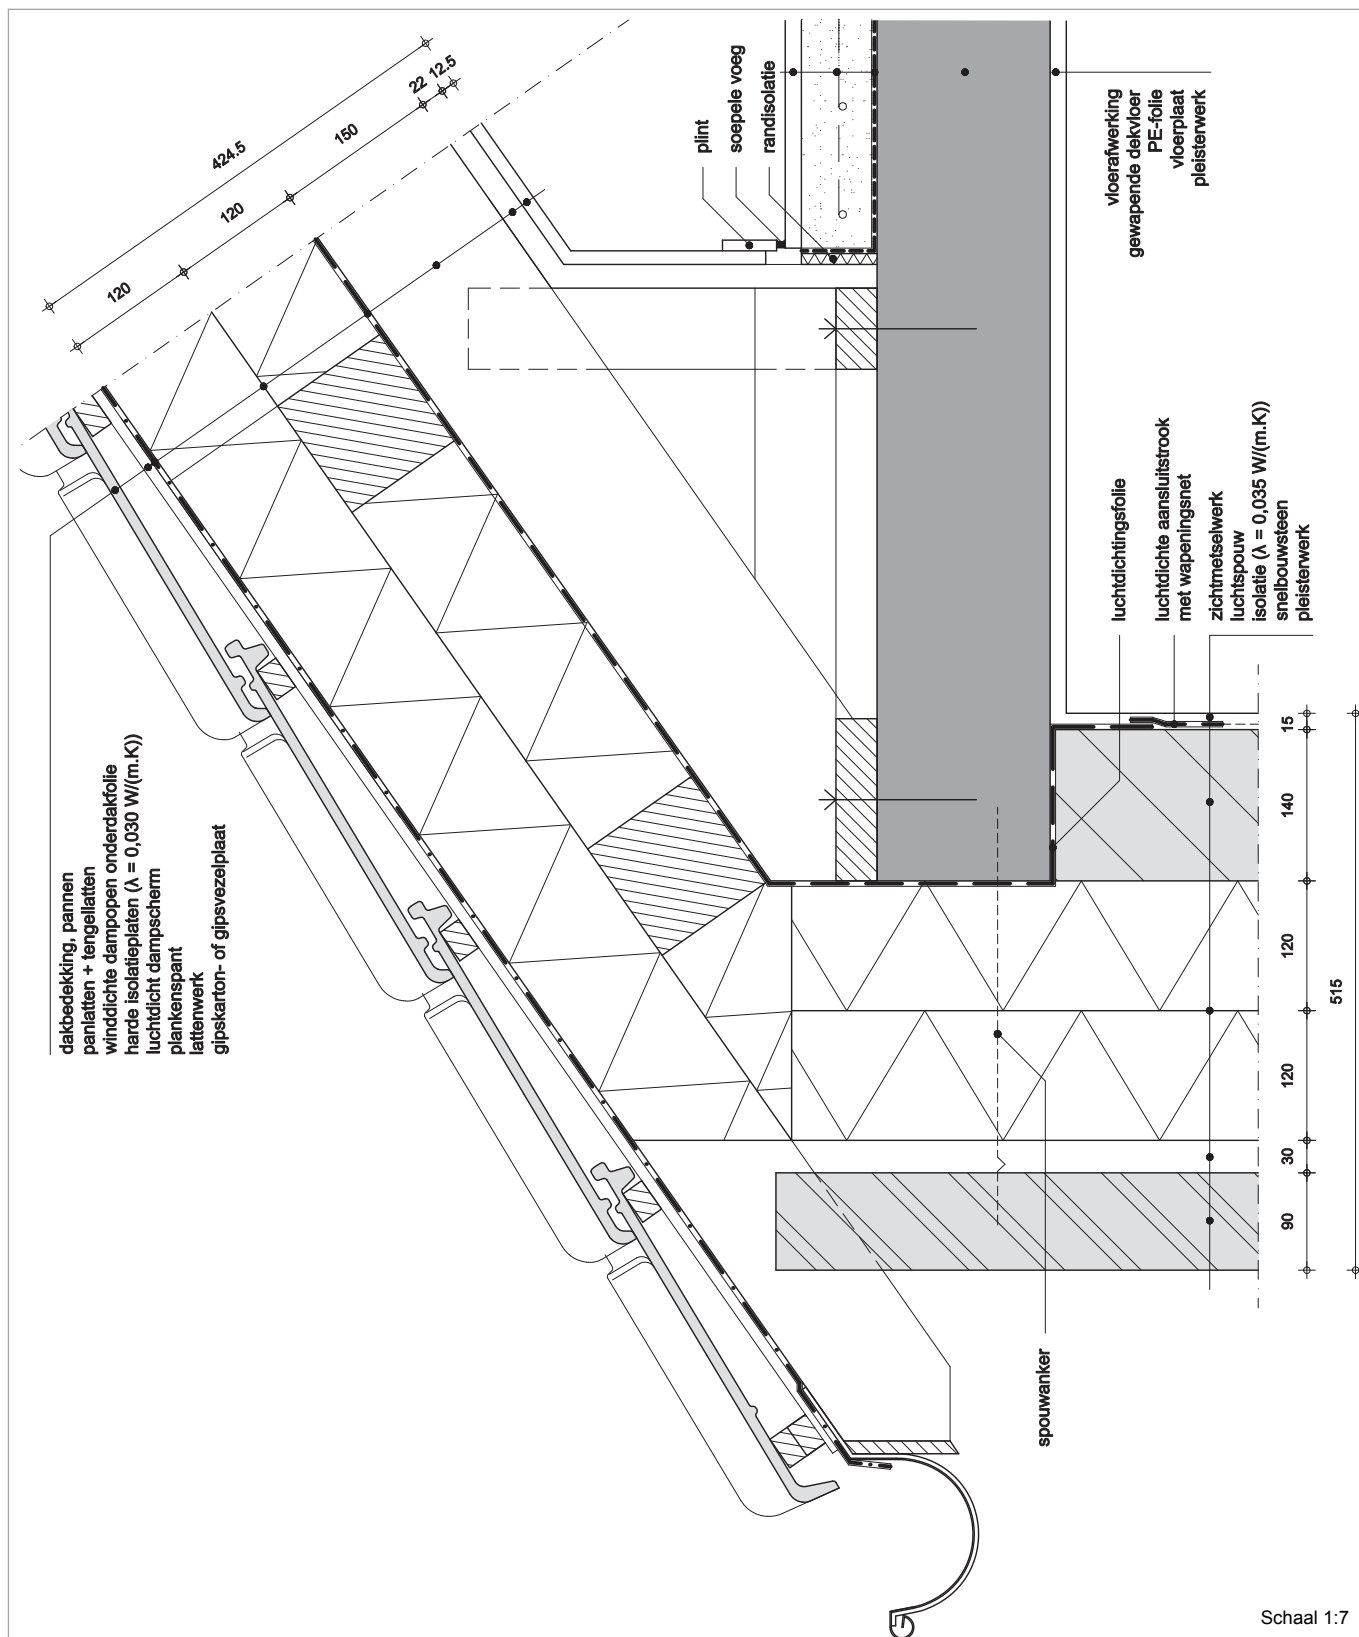 424.5
120
120
150
22
12.5
plint
soepele voeg
randisolatie
vloerafwerking
gewapende dekvloer
PE-folie
vloerplaat
pleisterwerk
dakbedekking, pannen
panlatten + tengellatten
winddichte dampopen onderdakfolie
harde isolatieplaten (λ = 0,030 W/(m.K))
luchtdicht dampscherm
plankenspant
lattenwerk
gipskarton- of gipsvezelplaat
luchtdichtingsfolie
luchtdichte aansluitstrook
met wapeningsnet
zichtmetselwerk
luchtspouw
isolatie (λ = 0,035 W/(m.K))
snelbouwsteen
pleisterwerk
15
140
120
120
30
90
515
spouwanker
Schaal 1:7